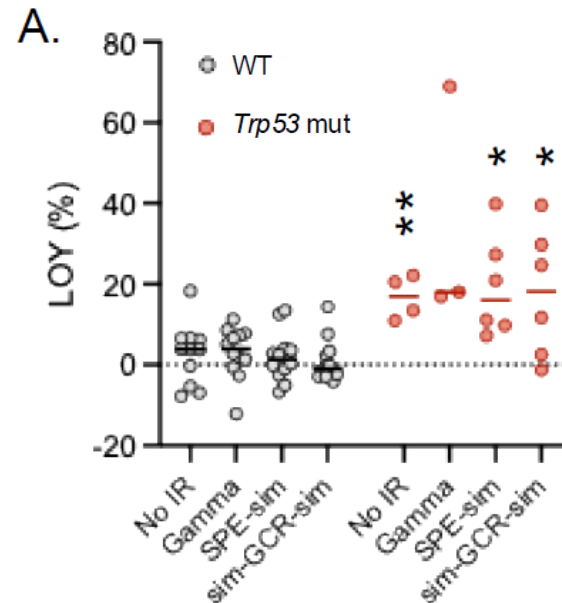 A.
80
60
40
20
0
-20
LOY (%)
WT
Trp53 mut
**
*
*
No IR
Gamma
SPE-sim
sim-GCR-sim
No IR
Gamma
SPE-sim
sim-GCR-sim